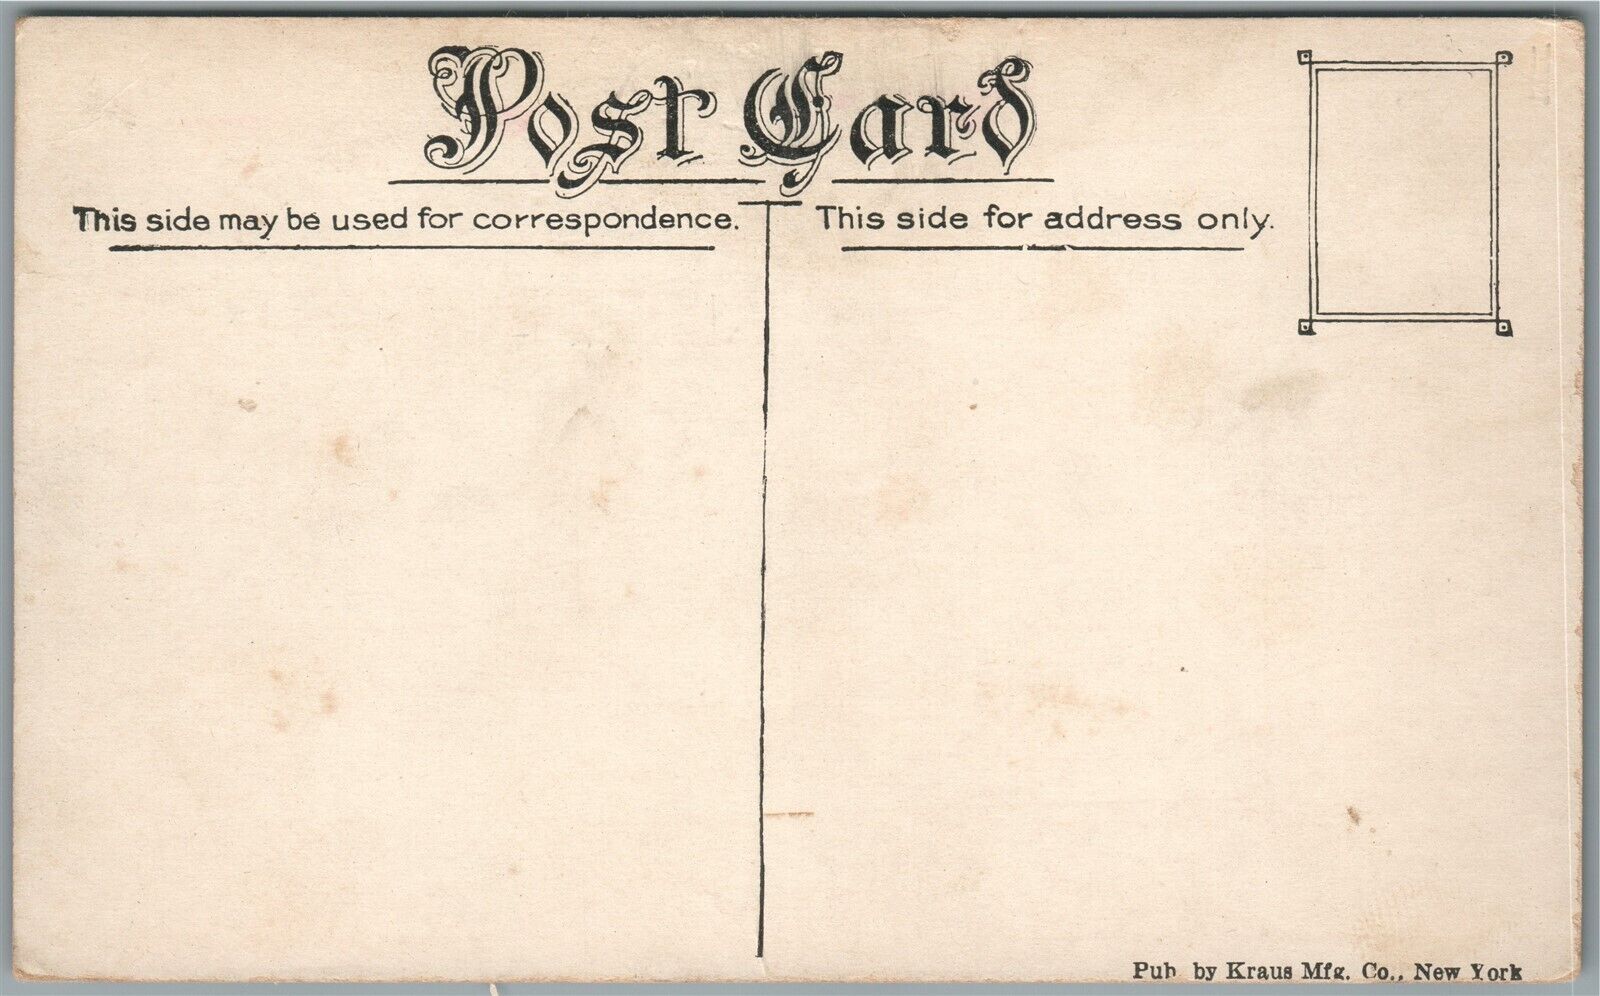 Post Card
This side may be used for correspondence.
This side for address only.
Pub by Kraus Mfg. Co., New York